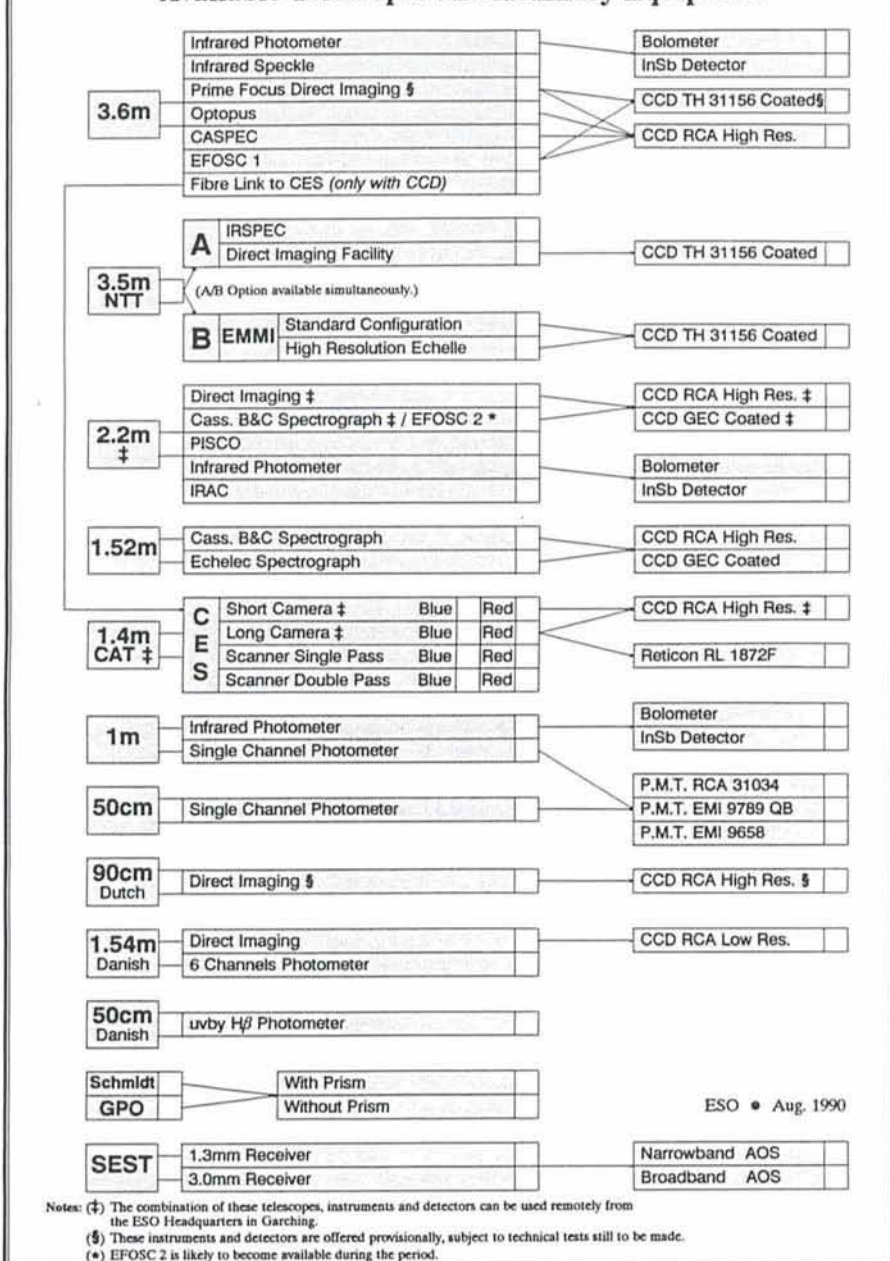 Infrared Photometer
Infrared Speckle
Prime Focus Direct Imaging §
Optopus
CASPEC
EFOSC 1
Fibre Link to CES (only with CCD)
3.6m
Bolometer
InSb Detector
CCD TH 31156 Coated§
CCD RCA High Res.
3.5m
NTT
A
IRSPEC
Direct Imaging Facility
CCD TH 31156 Coated
(A/B Option available simultaneously.)
B
EMMI
Standard Configuration
High Resolution Echelle
CCD TH 31156 Coated
2.2m
‡
Direct Imaging ‡
Cass. B&C Spectrograph ‡ / EFOSC 2 *
PISCO
Infrared Photometer
IRAC
CCD RCA High Res. ‡
CCD GEC Coated ‡
Bolometer
InSb Detector
1.52m
Cass. B&C Spectrograph
Echelec Spectrograph
CCD RCA High Res.
CCD GEC Coated
1.4m
CAT ‡
CES
Short Camera ‡ Blue Red
Long Camera ‡ Blue Red
Scanner Single Pass Blue Red
Scanner Double Pass Blue Red
CCD RCA High Res. ‡
Reticon RL 1872F
1m
Infrared Photometer
Single Channel Photometer
Bolometer
InSb Detector
50cm
Single Channel Photometer
P.M.T. RCA 31034
P.M.T. EMI 9789 QB
P.M.T. EMI 9658
90cm
Dutch
Direct Imaging §
CCD RCA High Res. §
1.54m
Danish
Direct Imaging
6 Channels Photometer
CCD RCA Low Res.
50cm
Danish
uvby Hβ Photometer
Schmidt
GPO
With Prism
Without Prism
ESO • Aug. 1990
SEST
1.3mm Receiver
3.0mm Receiver
Narrowband AOS
Broadband AOS
Notes: (‡) The combination of these telescopes, instruments and detectors can be used remotely from
the ESO Headquarters in Garching.
(§) These instruments and detectors are offered provisionally, subject to technical tests still to be made.
(*) EFOSC 2 is likely to become available during the period.